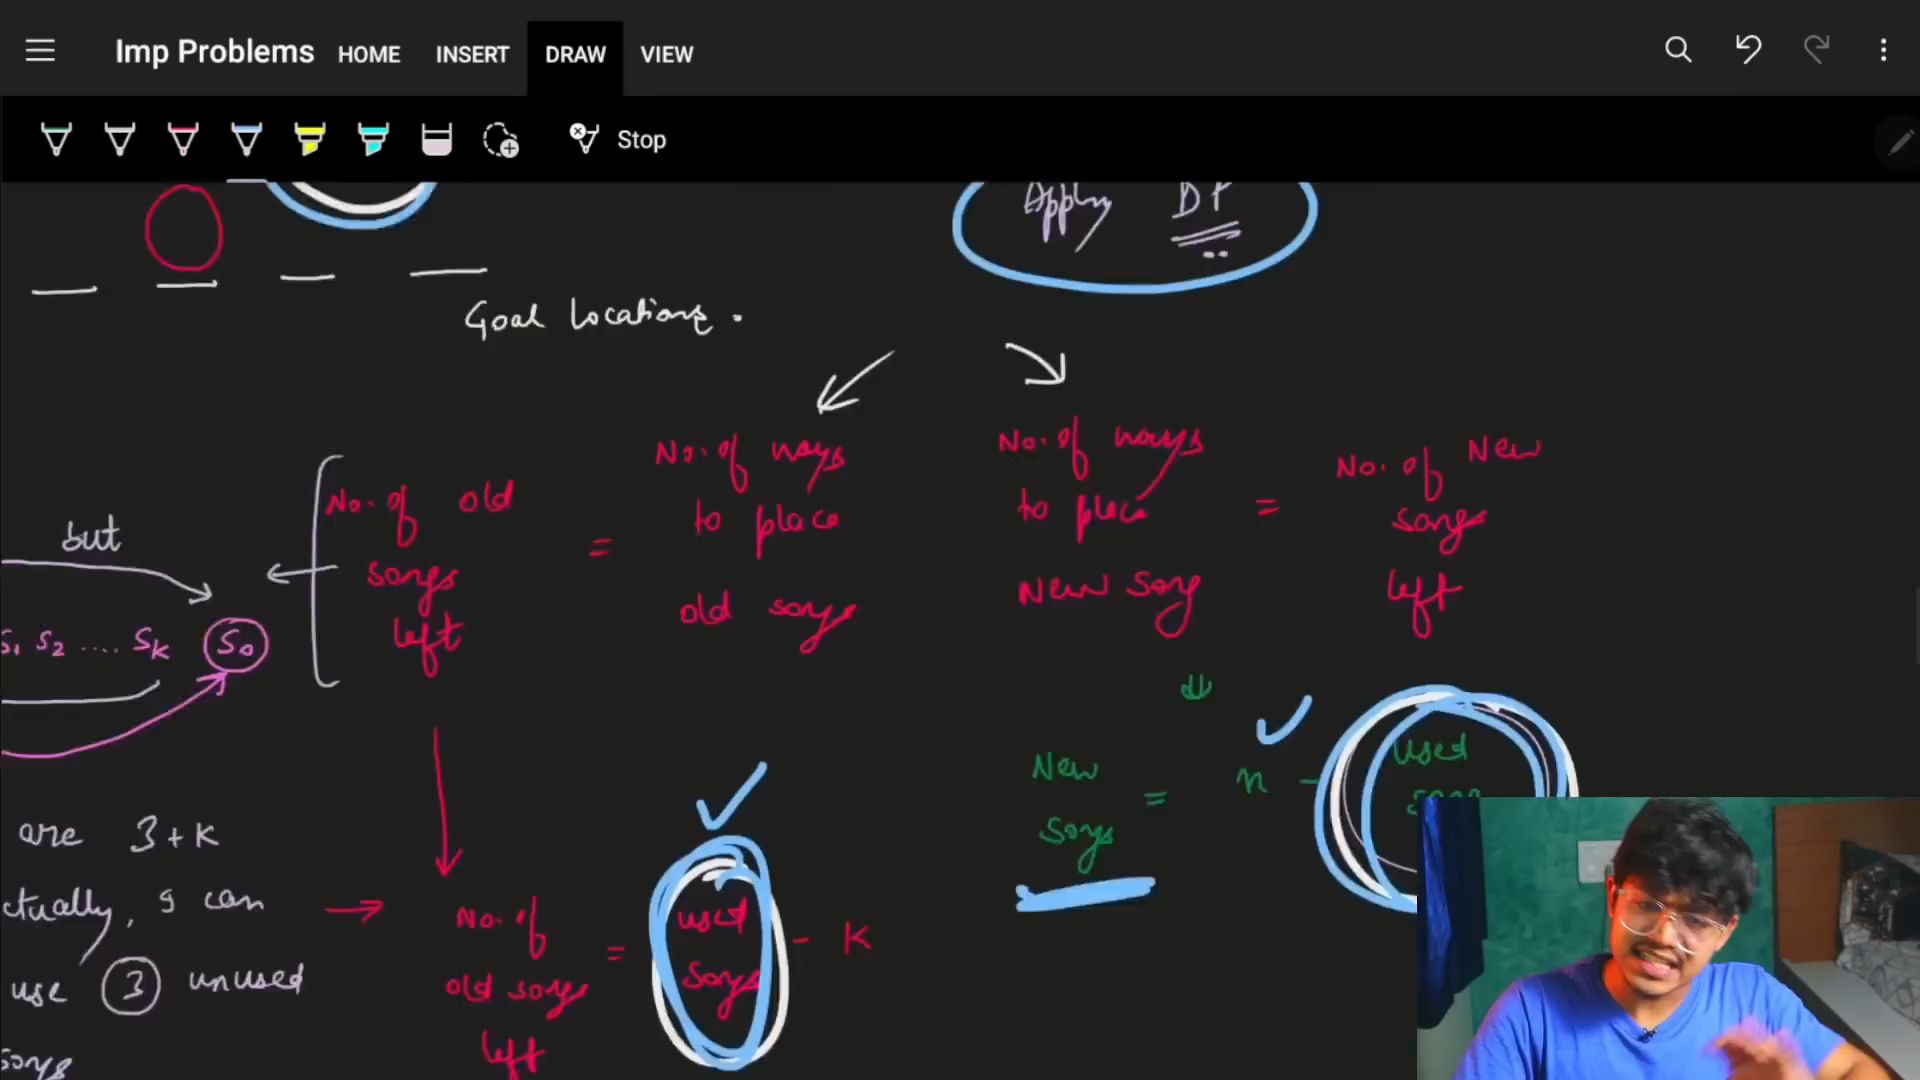 Imp Problems HOME INSERT DRAW VIEW
Stop
Apply DP
Goal Locations.
No. of old
songs
left
=
No. of ways
to place
old songs
No. of ways
to place
New Song
=
No. of New
songs
left
but
S1 S2 .... SK S0
New
Songs
=
n -
used
song
are 3+K
ctually, I can
use 3 unused
songs
No. of
old songs
left
=
used
songs
- K